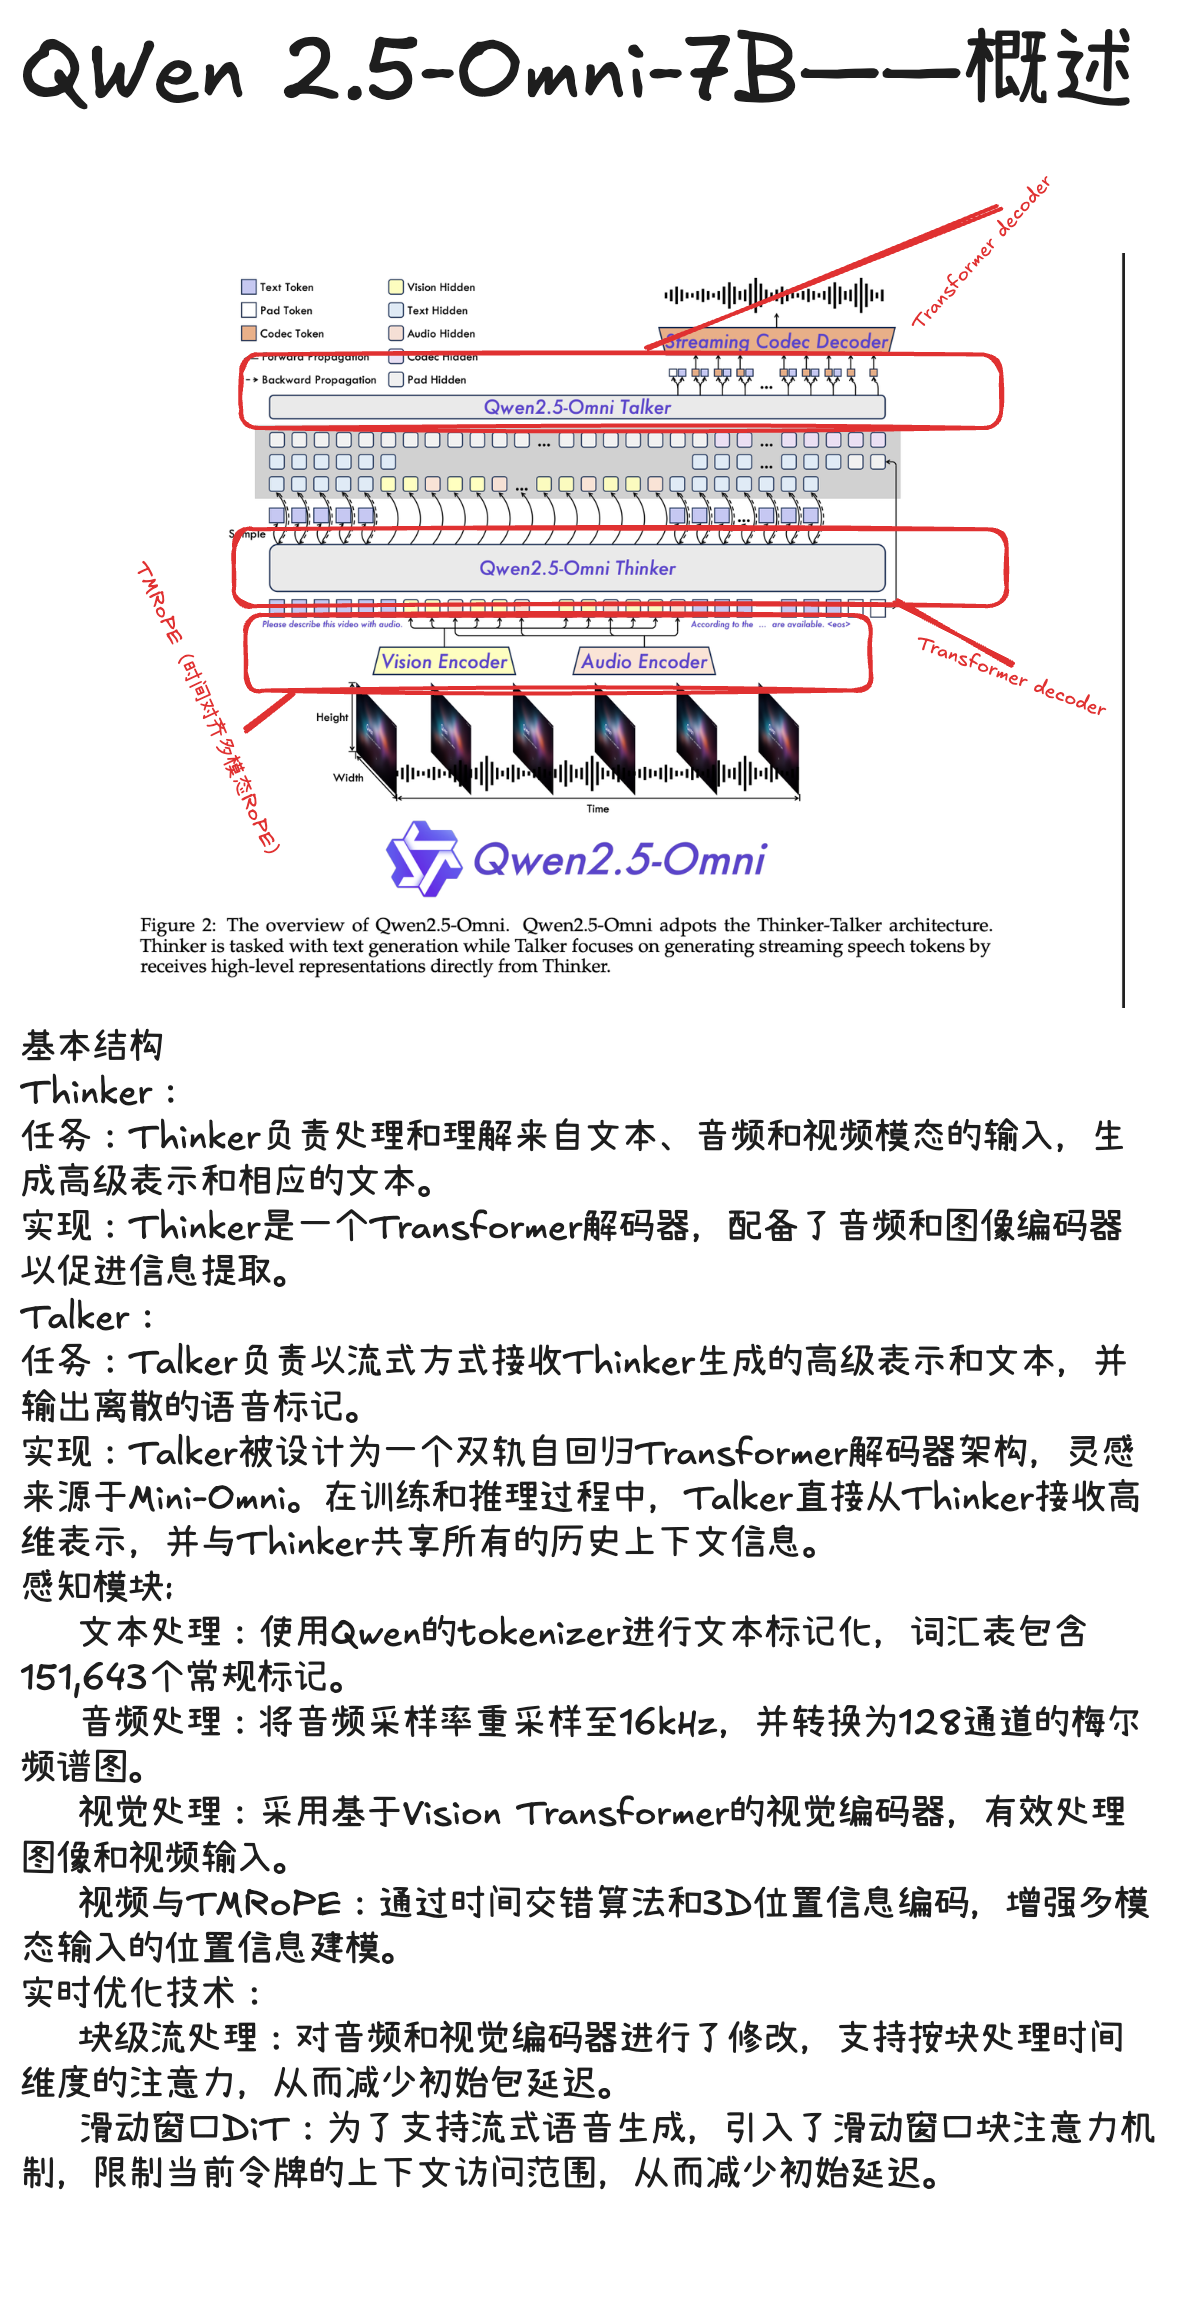 QWen 2.5-Omni-7B——概述
Transformer decoder
Text Token
Vision Hidden
Pad Token
Text Hidden
Codec Token
Audio Hidden
Forward Propagation
Codec Hidden
Backward Propagation
Pad Hidden
Streaming Codec Decoder
...
Qwen2.5-Omni Talker
... ...
...
...
...
Sample
Qwen2.5-Omni Thinker
TMRoPE（时间对齐多模态RoPE）
Please describe this video with audio.
According to the ... are available. <eos>
Transformer decoder
Vision Encoder
Audio Encoder
Height
Width
Time
Qwen2.5-Omni
Figure 2: The overview of Qwen2.5-Omni. Qwen2.5-Omni adpots the Thinker-Talker architecture.
Thinker is tasked with text generation while Talker focuses on generating streaming speech tokens by
receives high-level representations directly from Thinker.
基本结构
Thinker：
任务：Thinker负责处理和理解来自文本、音频和视频模态的输入，生
成高级表示和相应的文本。
实现：Thinker是一个Transformer解码器，配备了音频和图像编码器
以促进信息提取。
Talker：
任务：Talker负责以流式方式接收Thinker生成的高级表示和文本，并
输出离散的语音标记。
实现：Talker被设计为一个双轨自回归Transformer解码器架构，灵感
来源于Mini-Omni。在训练和推理过程中，Talker直接从Thinker接收高
维表示，并与Thinker共享所有的历史上下文信息。
感知模块:
文本处理：使用Qwen的tokenizer进行文本标记化，词汇表包含
151,643个常规标记。
音频处理：将音频采样率重采样至16kHz，并转换为128通道的梅尔
频谱图。
视觉处理：采用基于Vision Transformer的视觉编码器，有效处理
图像和视频输入。
视频与TMRoPE：通过时间交错算法和3D位置信息编码，增强多模
态输入的位置信息建模。
实时优化技术：
块级流处理：对音频和视觉编码器进行了修改，支持按块处理时间
维度的注意力，从而减少初始包延迟。
滑动窗口DiT：为了支持流式语音生成，引入了滑动窗口块注意力机
制，限制当前令牌的上下文访问范围，从而减少初始延迟。